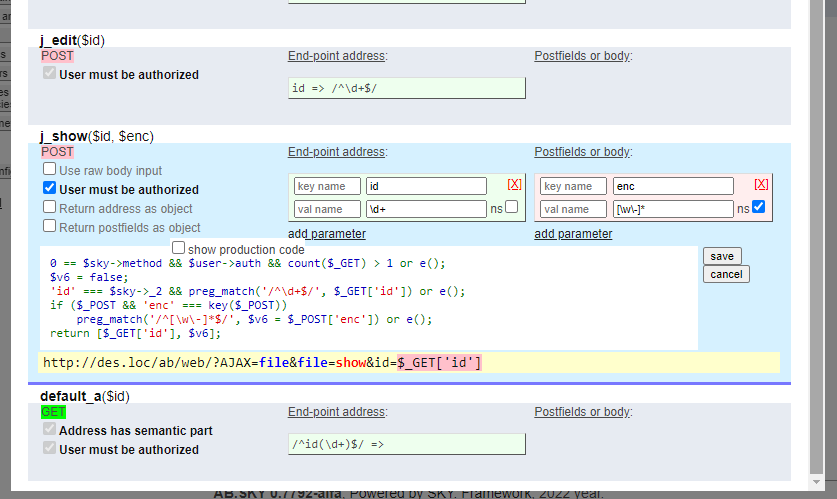 j_edit($id)
POST End-point address: Postfields or body:
User must be authorized
id => /^\d+$/
j_show($id, $enc)
POST End-point address: Postfields or body:
Use raw body input
User must be authorized
Return address as object
Return postfields as object
key name id [X] key name enc [X]
val name \d+ ns val name [\w\-]* ns
add parameter add parameter
show production code
save
cancel
0 == $sky->method && $user->auth && count($_GET) > 1 or e();
$v6 = false;
'id' === $sky->_2 && preg_match('/^\d+$/', $_GET['id']) or e();
if ($_POST && 'enc' === key($_POST))
preg_match('/^[\w\-]*$/', $v6 = $_POST['enc']) or e();
return [$_GET['id'], $v6];
http://des.loc/ab/web/?AJAX=file&file=show&id=$_GET['id']
default_a($id)
GET End-point address: Postfields or body:
Address has semantic part
User must be authorized
/^id(\d+)$/ =>
AB.SKY 0.7792-alfa, Powered by SKY. Framework, 2022 year.